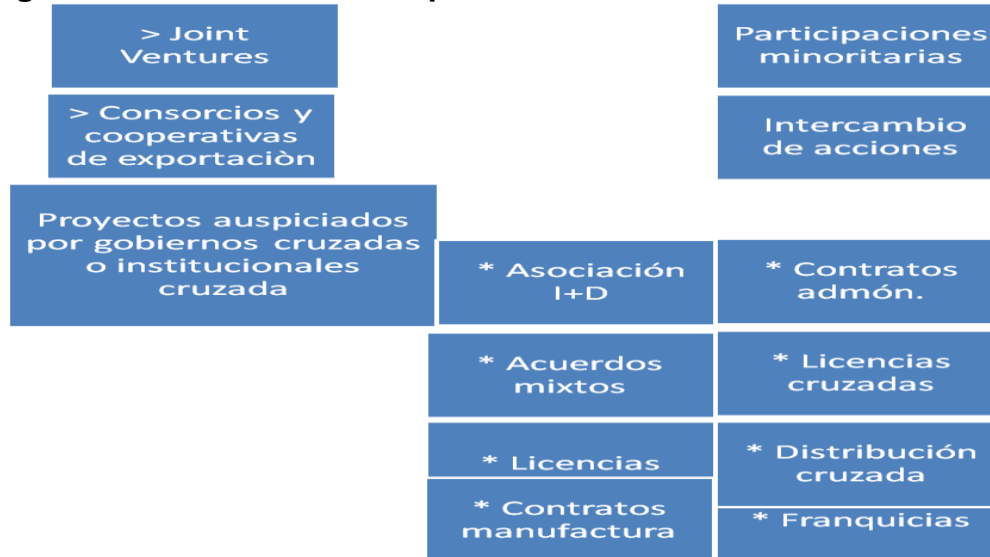 > Joint
Ventures
> Consorcios y
cooperativas
de exportaciòn
Proyectos auspiciados
por gobiernos cruzadas
o institucionales
cruzada
* Asociación
I+D
* Acuerdos
mixtos
* Licencias
* Contratos
manufactura
Participaciones
minoritarias
Intercambio
de acciones
* Contratos
admón.
* Licencias
cruzadas
* Distribución
cruzada
* Franquicias